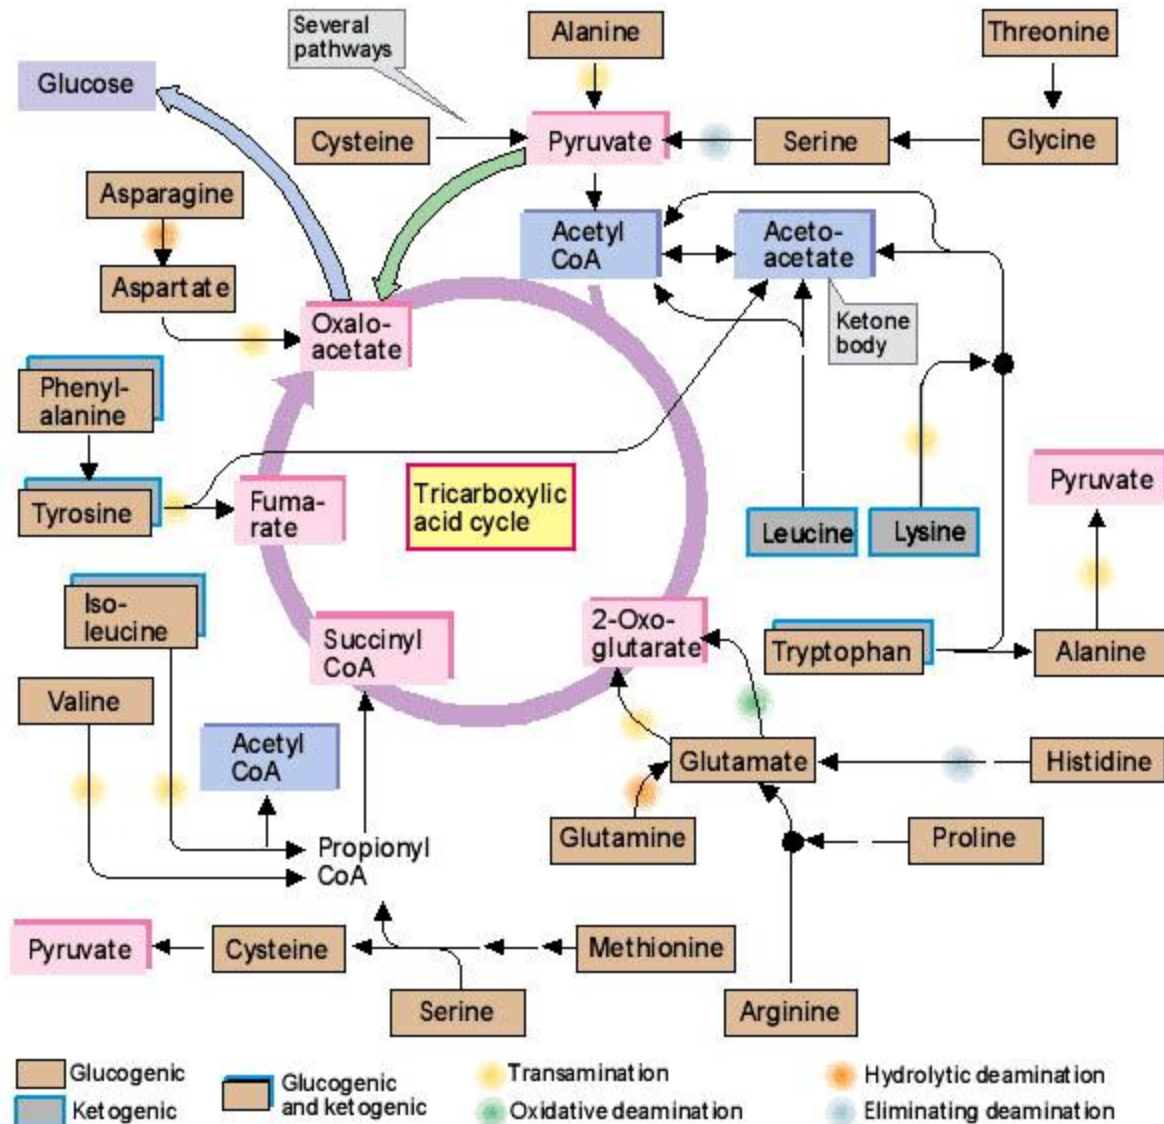 Several
pathways
Alanine
Threonine
Glucose
Cysteine
Pyruvate
Serine
Glycine
Asparagine
Acetyl
CoA
Aceto-
acetate
Aspartate
Oxalo-
acetate
Ketone
body
Phenyl-
alanine
Tricarboxylic
acid cycle
Pyruvate
Tyrosine
Fuma-
rate
Leucine
Lysine
Iso-
leucine
Succinyl
CoA
2-Oxo-
glutarate
Tryptophan
Alanine
Valine
Acetyl
CoA
Glutamate
Histidine
Glutamine
Proline
Propionyl
CoA
Pyruvate
Cysteine
Methionine
Serine
Arginine
Glucogenic
Ketogenic
Glucogenic
and ketogenic
Transamination
Oxidative deamination
Hydrolytic deamination
Eliminating deamination